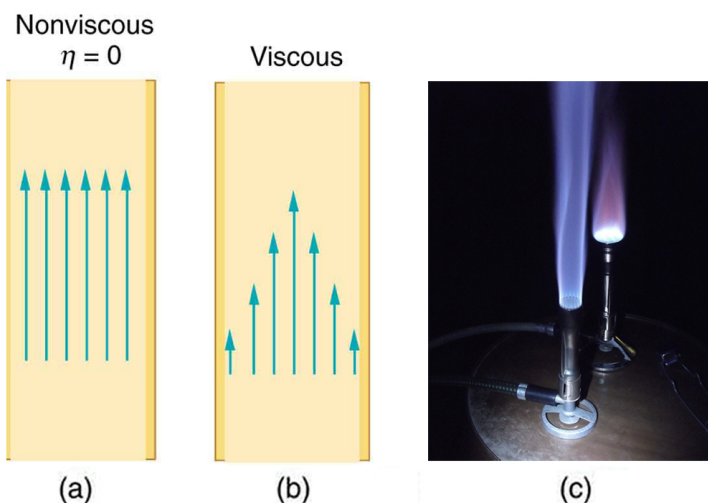 Nonviscous
η = 0
Viscous
(a)
(b)
(c)